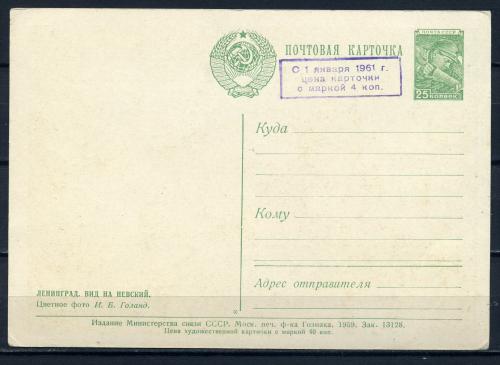 ПОЧТОВАЯ КАРТОЧКА
С 1 января 1961 г.
цена карточки
с маркой 4 коп.
ПОЧТА СССР
25 КОПЕЕК
Куда
Кому
Адрес отправителя
ЛЕНИНГРАД. ВИД НА НЕВСКИЙ.
Цветное фото И. Б. Голанд.
Издание Министерства связи СССР. Моск. печ. ф-ка Гознака. 1959. Зак. 13128.
Цена художественной карточки с маркой 40 коп.